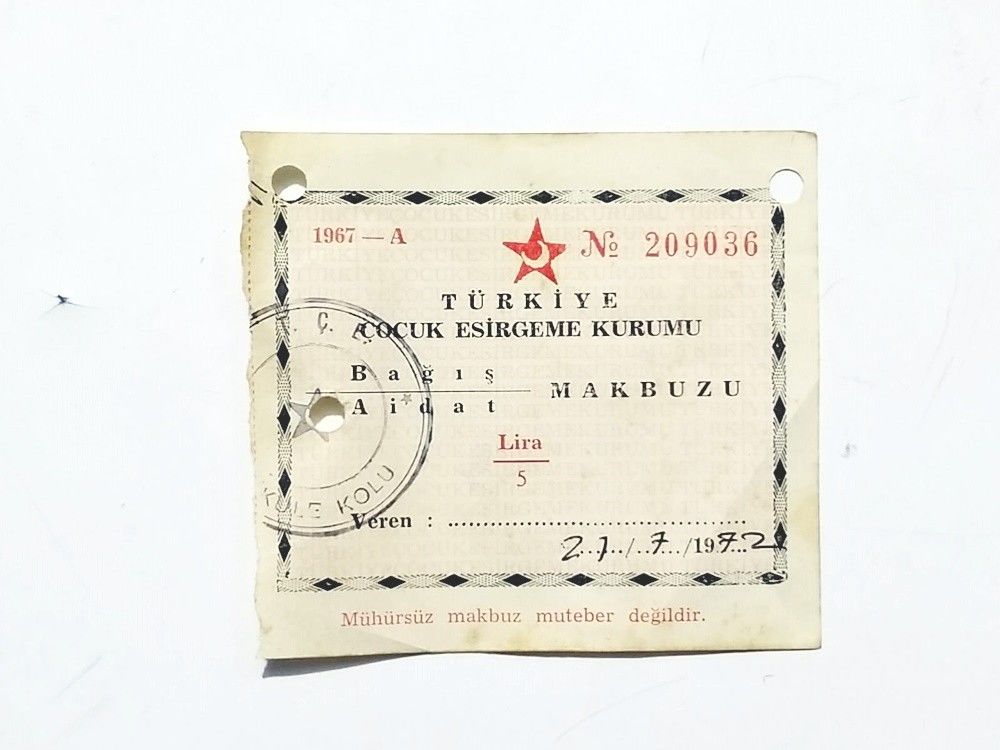 1967 — A
№ 209036
TÜRKİYE
ÇOCUK ESİRGEME KURUMU
Bağış
Aidat
MAKBUZU
Lira
5
Veren : ..........................................
21/7/1972
Mühürsüz makbuz muteber değildir.
Ç. E.
KOLU